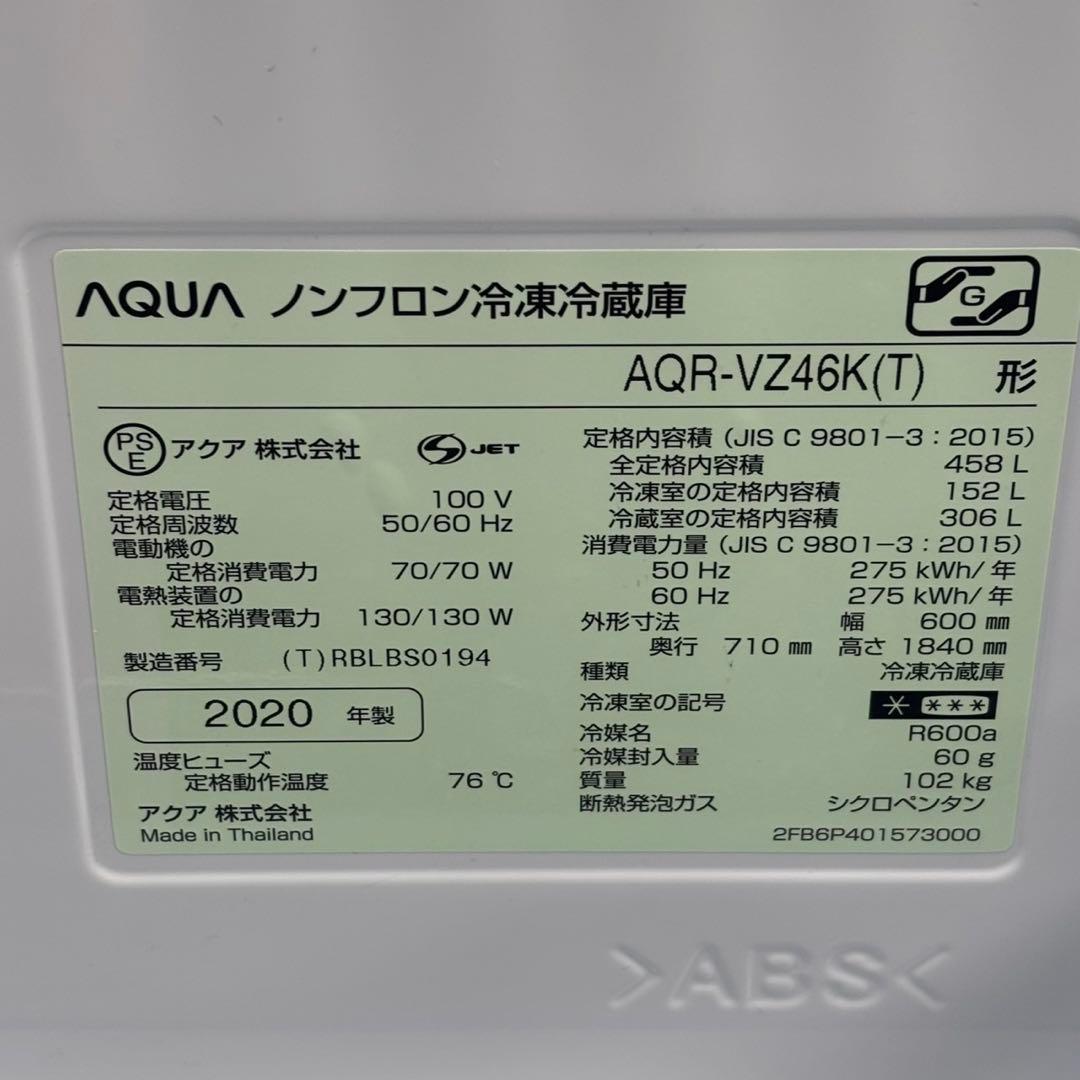 AQUA ノンフロン冷凍冷蔵庫
G
AQR-VZ46K(T) 形
PS
E
アクア 株式会社
S JET
定格電圧 100 V
定格周波数 50/60 Hz
電動機の
定格消費電力 70/70 W
電熱装置の
定格消費電力 130/130 W
製造番号 (T)RBLBS0194
2020 年製
温度ヒューズ
定格動作温度 76 ℃
アクア 株式会社
Made in Thailand
定格内容積 (JIS C 9801-3:2015)
全定格内容積 458 L
冷凍室の定格内容積 152 L
冷蔵室の定格内容積 306 L
消費電力量 (JIS C 9801-3:2015)
50 Hz 275 kWh/年
60 Hz 275 kWh/年
外形寸法 幅 600 ㎜
奥行 710 ㎜ 高さ 1840 ㎜
種類 冷凍冷蔵庫
冷凍室の記号 * ***
冷媒名 R600a
冷媒封入量 60 g
質量 102 kg
断熱発泡ガス シクロペンタン
2FB6P401573000
>ABS<